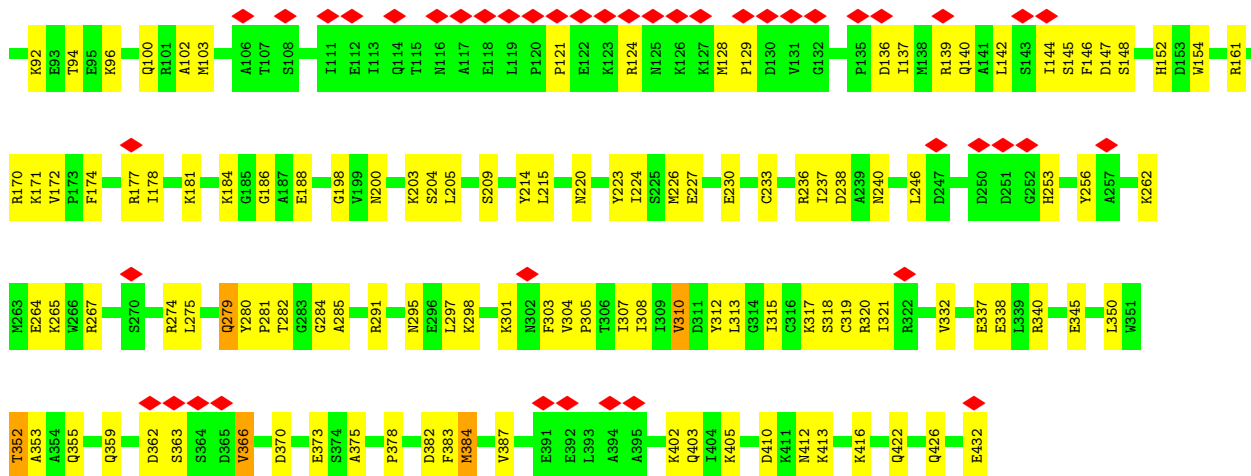 K92 E93 T94 E95 K96 Q100 R101 A102 M103 A106 T107 S108 I111 E112 I113 Q114 T115 N116 A117 E118 L119 P120 P121 E122 K123 R124 N125 K126 K127 M128 P129 D130 V131 G132 P135 D136 I137 M138 R139 Q140 A141 L142 S143 I144 S145 F146 D147 S148 H152 D153 W154 R161
R170 K171 V172 P173 F174 R177 I178 K181 K184 G185 G186 A187 E188 G198 V199 N200 K203 S204 L205 S209 Y214 L215 N220 Y223 I224 S225 M226 E227 E230 C233 R236 I237 D238 A239 N240 L246 D247 D250 D251 G252 H253 Y256 A257 K262
M263 E264 K265 W266 R267 S270 R274 L275 Q279 Y280 P281 T282 G283 G284 A285 R291 N295 E296 L297 K298 K301 N302 F303 V304 P305 T306 I307 I308 I309 V310 D311 Y312 L313 G314 I315 C316 K317 S318 C319 R320 I321 R322 V332 E337 E338 L339 R340 E345 L350 W351
T352 A353 A354 Q355 Q359 D362 S363 S364 D365 V366 D370 E373 S374 A375 P378 D382 F383 M384 V387 E391 E392 L393 A394 A395 K402 Q403 I404 K405 D410 K411 N412 K413 K416 Q422 Q426 E432